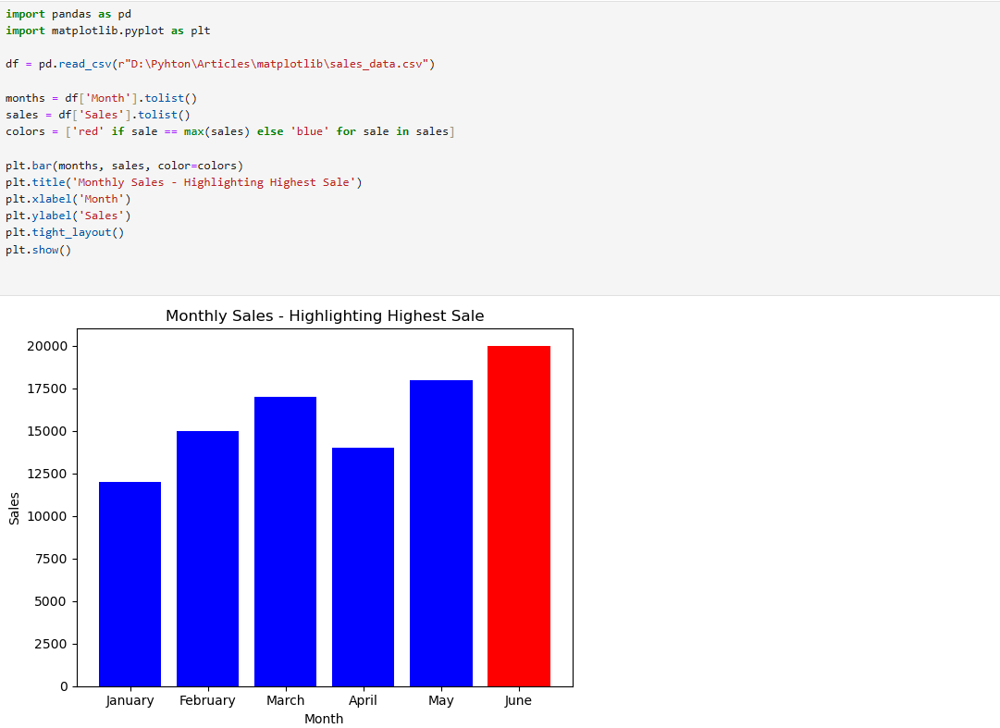 import pandas as pd
import matplotlib.pyplot as plt
df = pd.read_csv(r"D:\Pyhton\Articles\matplotlib\sales_data.csv")
months = df['Month'].tolist()
sales = df['Sales'].tolist()
colors = ['red' if sale == max(sales) else 'blue' for sale in sales]
plt.bar(months, sales, color=colors)
plt.title('Monthly Sales - Highlighting Highest Sale')
plt.xlabel('Month')
plt.ylabel('Sales')
plt.tight_layout()
plt.show()
Monthly Sales - Highlighting Highest Sale
20000
17500
15000
12500
10000
7500
5000
2500
0
Sales
January February March April May June
Month